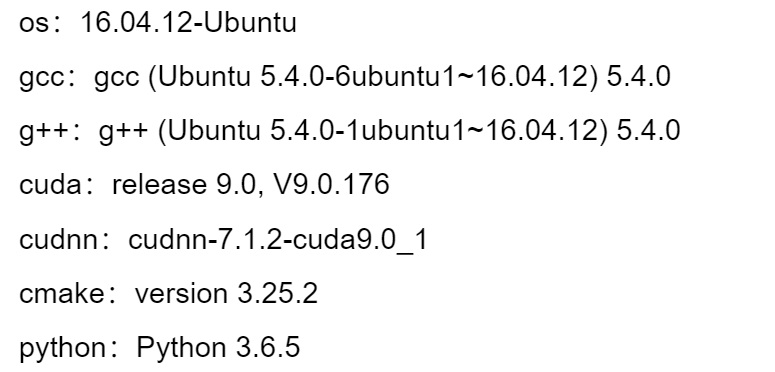 os：16.04.12-Ubuntu
gcc：gcc (Ubuntu 5.4.0-6ubuntu1~16.04.12) 5.4.0
g++：g++ (Ubuntu 5.4.0-1ubuntu1~16.04.12) 5.4.0
cuda：release 9.0, V9.0.176
cudnn：cudnn-7.1.2-cuda9.0_1
cmake：version 3.25.2
python：Python 3.6.5